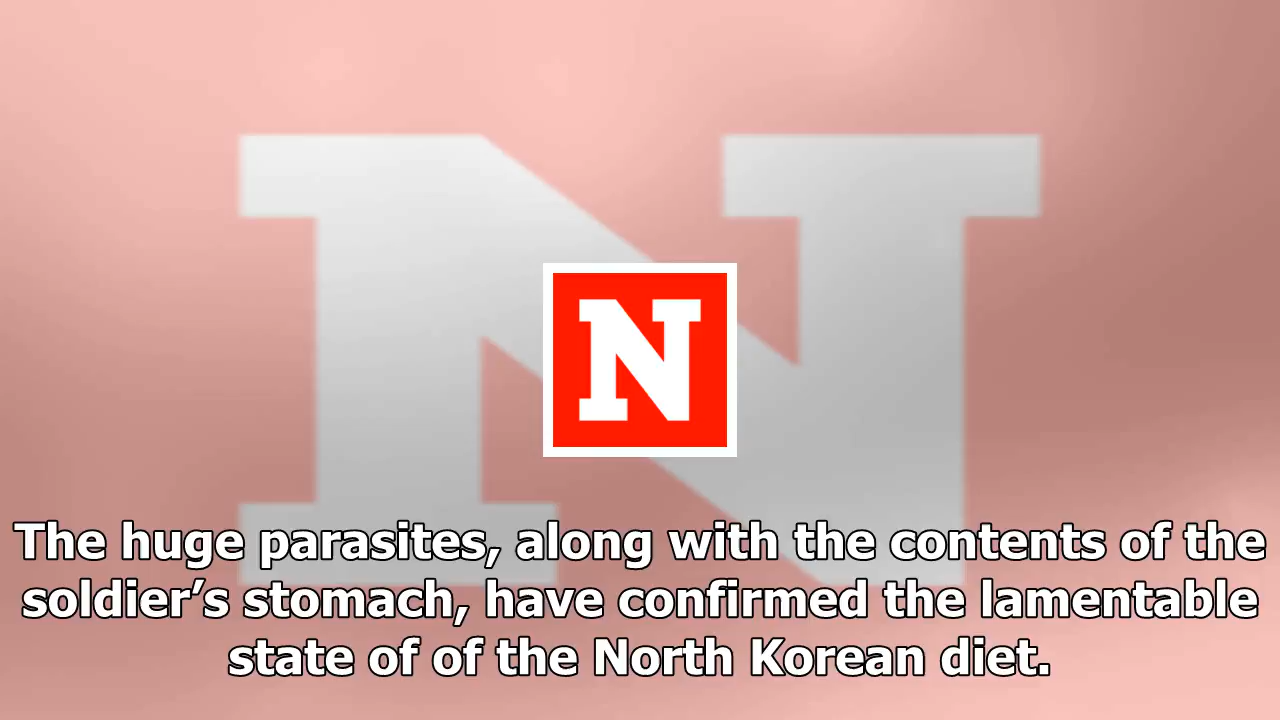 N
The huge parasites, along with the contents of the
soldier’s stomach, have confirmed the lamentable
state of of the North Korean diet.